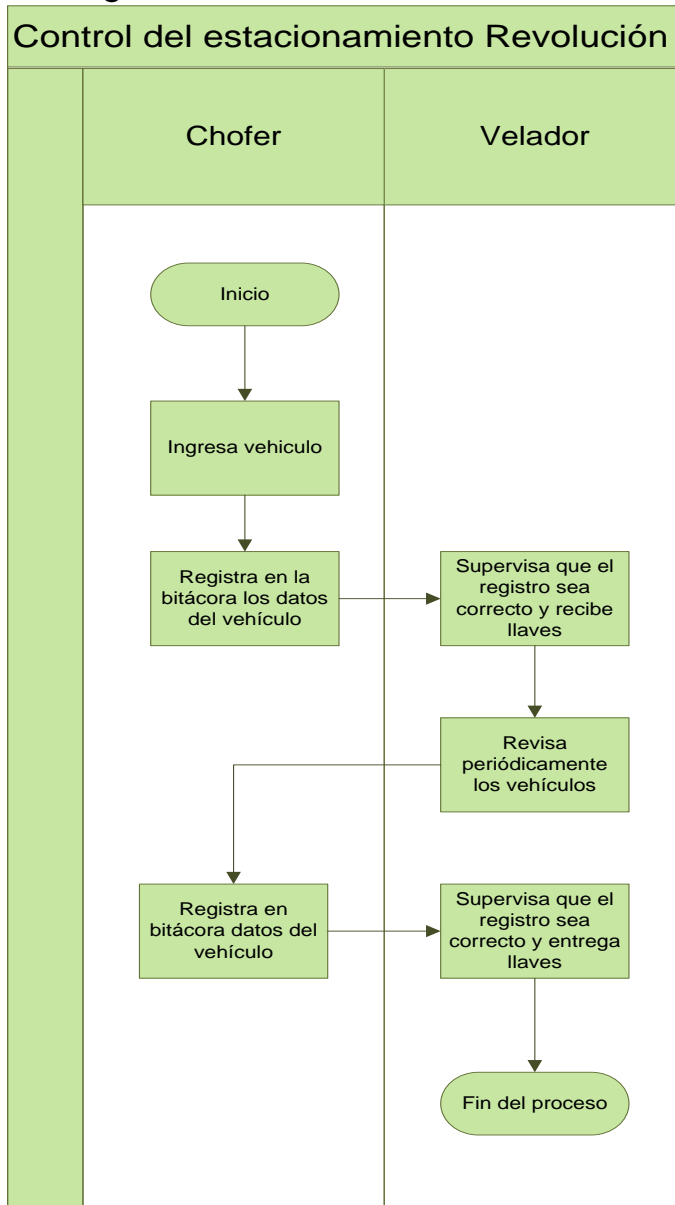 Control del estacionamiento Revolución
Chofer
Velador
Inicio
Ingresa vehiculo
Registra en la
bitácora los datos
del vehículo
Supervisa que el
registro sea
correcto y recibe
llaves
Revisa
periódicamente
los vehículos
Registra en
bitácora datos del
vehículo
Supervisa que el
registro sea
correcto y entrega
llaves
Fin del proceso